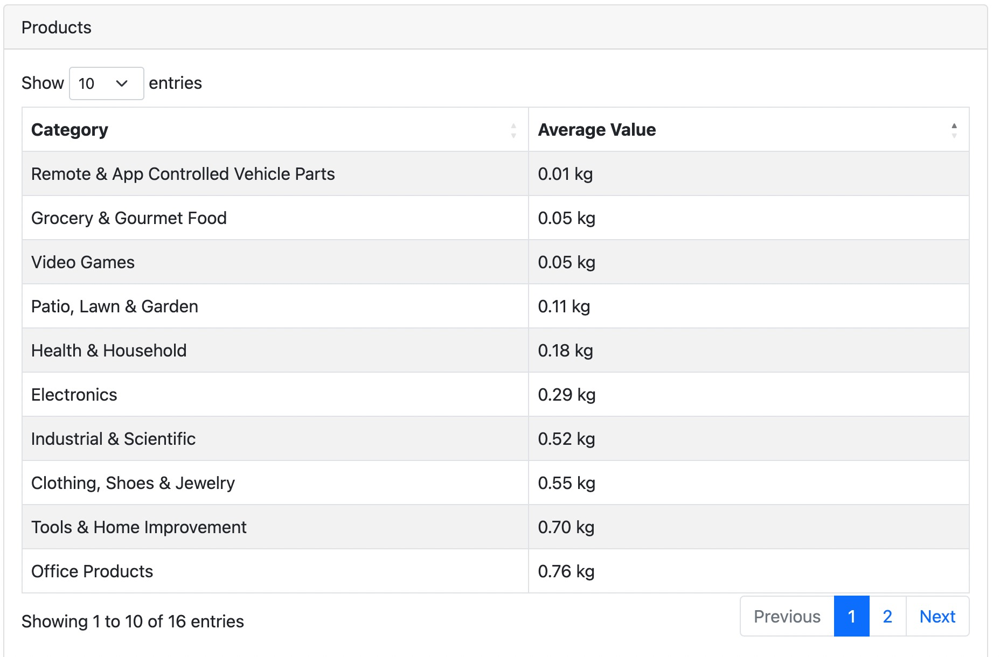 Products
Show 10 entries
Category Average Value
Remote & App Controlled Vehicle Parts 0.01 kg
Grocery & Gourmet Food 0.05 kg
Video Games 0.05 kg
Patio, Lawn & Garden 0.11 kg
Health & Household 0.18 kg
Electronics 0.29 kg
Industrial & Scientific 0.52 kg
Clothing, Shoes & Jewelry 0.55 kg
Tools & Home Improvement 0.70 kg
Office Products 0.76 kg
Showing 1 to 10 of 16 entries Previous 1 2 Next